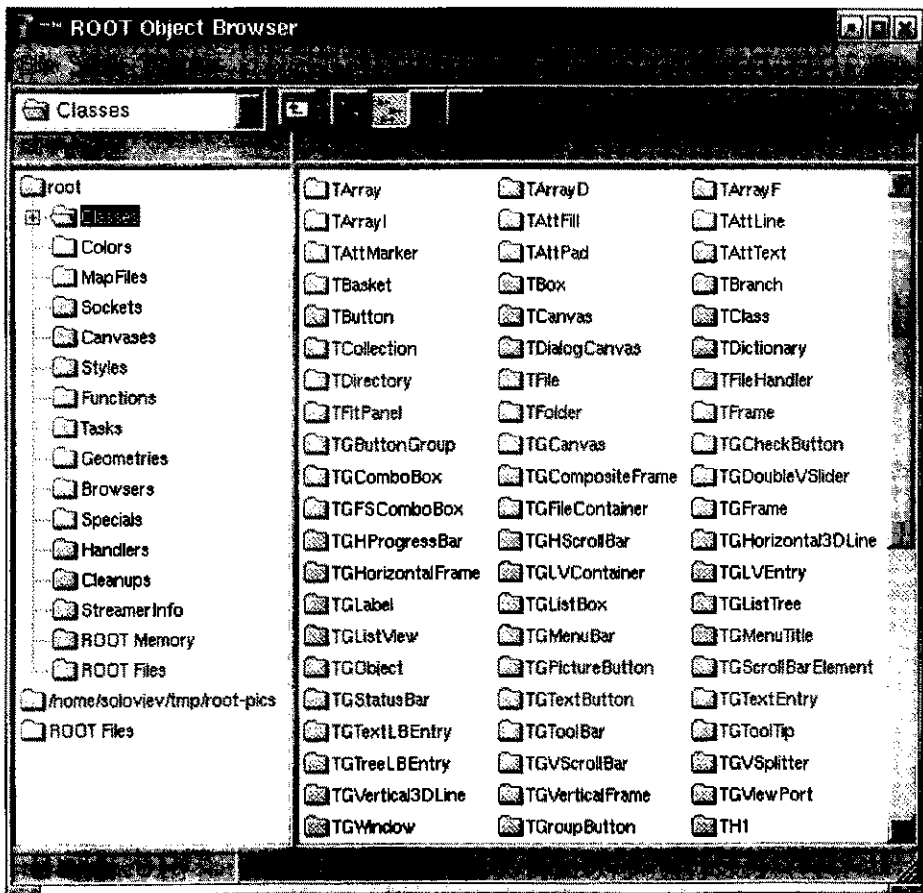 ROOT Object Browser
Classes
root
Classes
Colors
MapFiles
Sockets
Canvases
Styles
Functions
Tasks
Geometries
Browsers
Specials
Handlers
Cleanups
StreamerInfo
ROOT Memory
ROOT Files
/home/soloviev/tmp/root-pics
ROOT Files
TArray TArrayD TArrayF
TArrayI TAttFill TAttLine
TAttMarker TAttPad TAttText
TBasket TBox TBranch
TButton TCanvas TClass
TCollection TDialogCanvas TDictionary
TDirectory TFile TFileHandler
TFitPanel TFolder TFrame
TGButtonGroup TGCanvas TGCheckButton
TGComboBox TGCompositeFrame TGDoubleVSlider
TGFSComboBox TGFileContainer TGFrame
TGHProgressBar TGHScrollBar TGHorizontal3DLine
TGHorizontalFrame TGLVContainer TGLVEntry
TGLabel TGListBox TGListTree
TGListView TGMenuBar TGMenuTitle
TGObject TGPictureButton TGScrollBarElement
TGStatusBar TGTextButton TGTextEntry
TGTextLBEntry TGToolBar TGToolTip
TGTreeLBEntry TGVScrollBar TGVSplitter
TGVertical3DLine TGVerticalFrame TGViewPort
TGWindow TGroupButton TH1